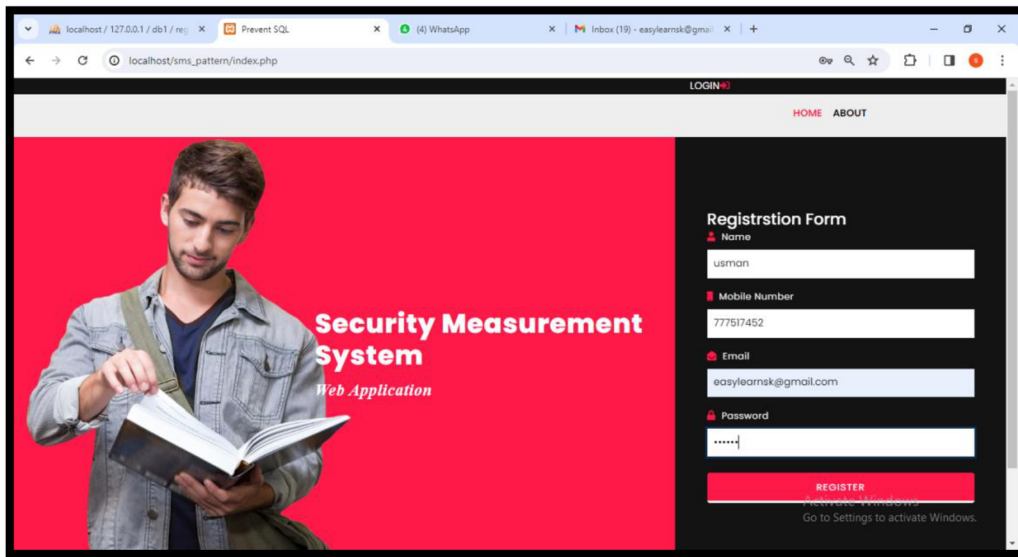 localhost / 127.0.0.1 / db1 / reg
Prevent SQL
(4) WhatsApp
Inbox (19) - easylearnsk@gmai
localhost/sms_pattern/index.php
LOGIN
HOME ABOUT
Security Measurement
System
Web Application
Registrstion Form
Name
usman
Mobile Number
777517452
Email
easylearnsk@gmail.com
Password
••••••
REGISTER
Activate Windows
Go to Settings to activate Windows.